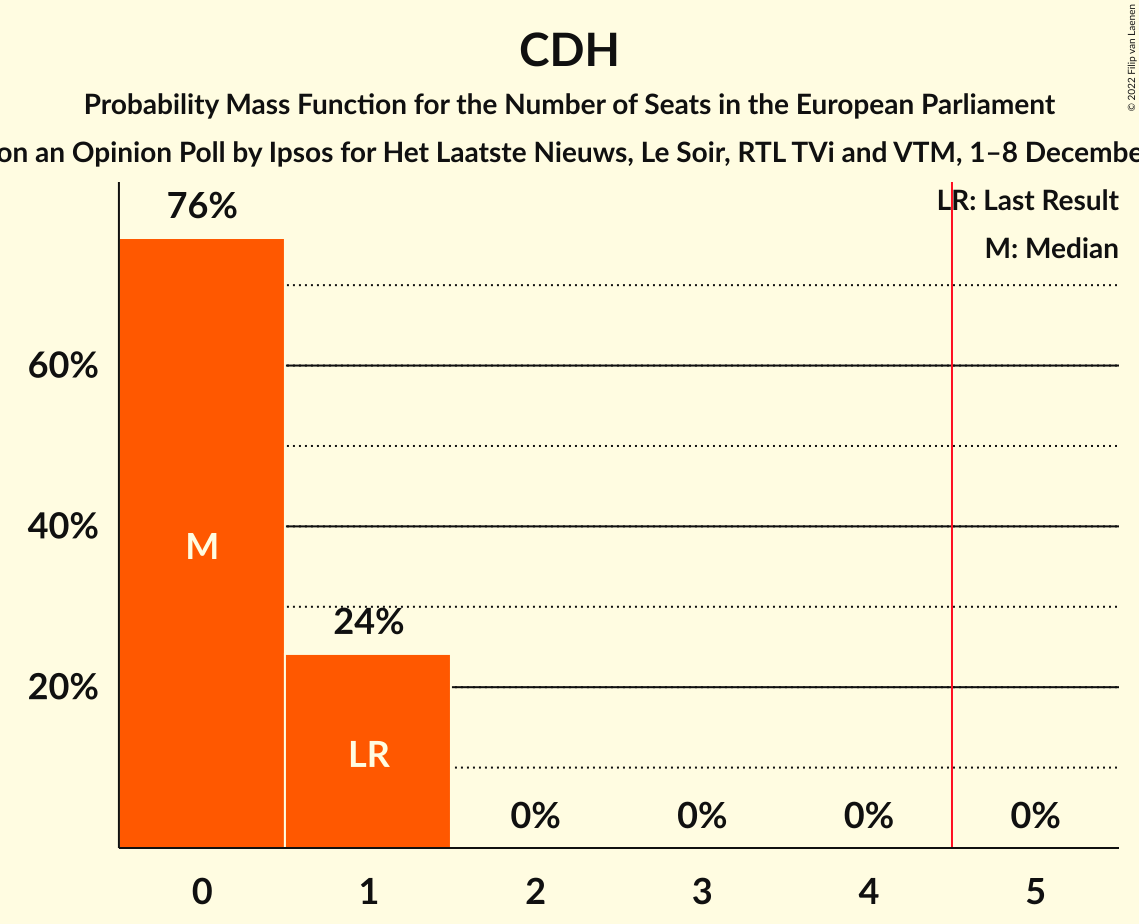 CDH
Probability Mass Function for the Number of Seats in the European Parliament
on an Opinion Poll by Ipsos for Het Laatste Nieuws, Le Soir, RTL TVi and VTM, 1–8 Decembe
© 2022 Filip van Laenen
LR: Last Result
M: Median
76%
60%
40%
M
24%
20%
LR
0% 0% 0% 0%
0 1 2 3 4 5